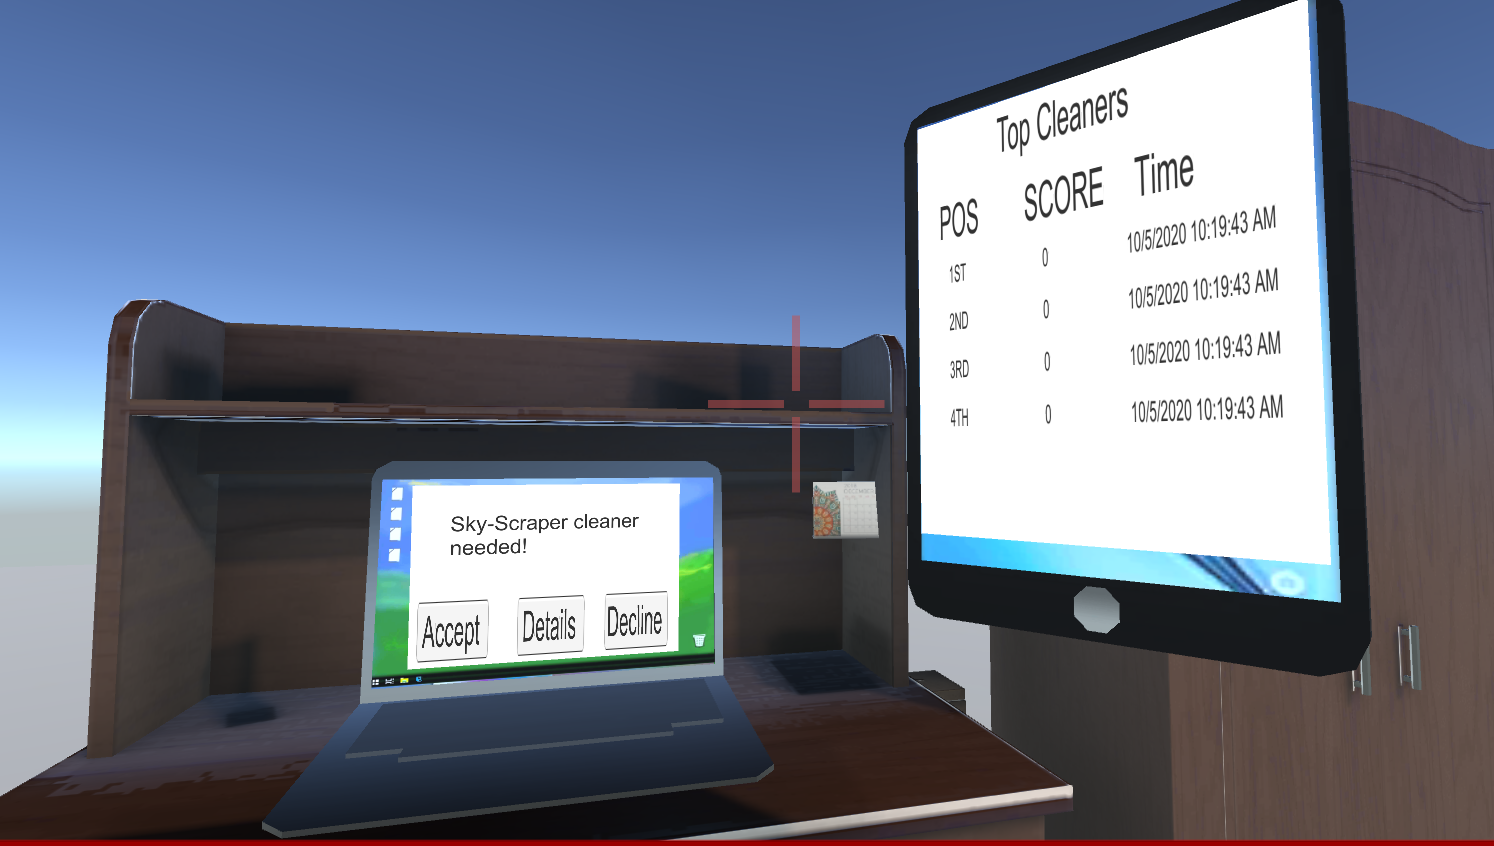 Top Cleaners
POS SCORE Time
1ST 0 10/5/2020 10:19:43 AM
2ND 0 10/5/2020 10:19:43 AM
3RD 0 10/5/2020 10:19:43 AM
4TH 0 10/5/2020 10:19:43 AM
Sky-Scraper cleaner
needed!
Accept Details Decline